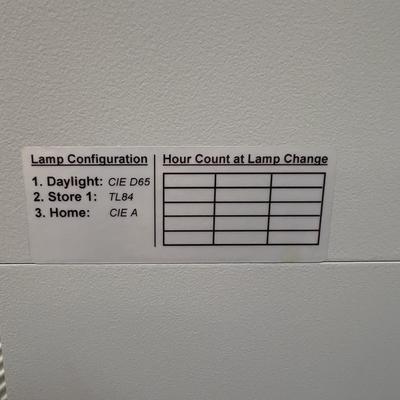 Lamp Configuration
1. Daylight: CIE D65
2. Store 1: TL84
3. Home: CIE A
Hour Count at Lamp Change